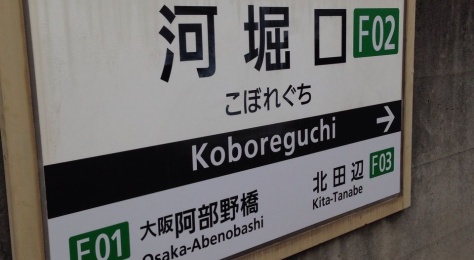 河堀口 F02
こぼれぐち
Koboreguchi →
F01 大阪阿部野橋 北田辺 F03
Osaka-Abenobashi Kita-Tanabe